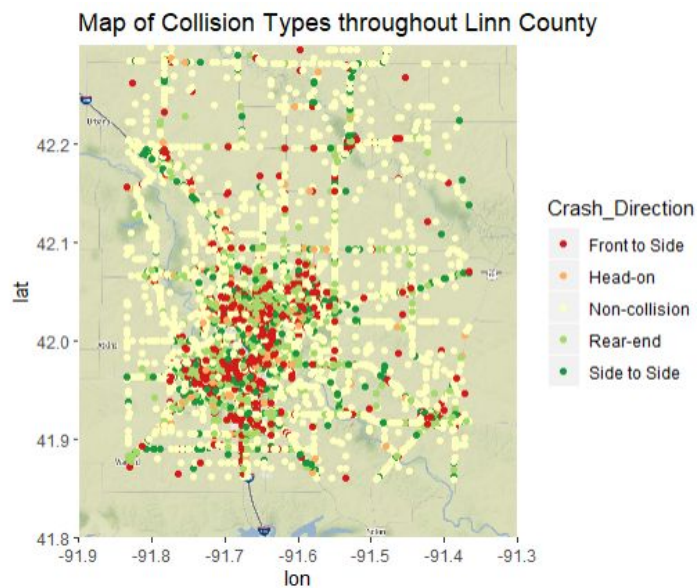 Map of Collision Types throughout Linn County
42.2
42.1
42.0
41.9
41.8
lat
-91.9 -91.8 -91.7 -91.6 -91.5 -91.4 -91.3
lon
Crash_Direction
Front to Side
Head-on
Non-collision
Rear-end
Side to Side